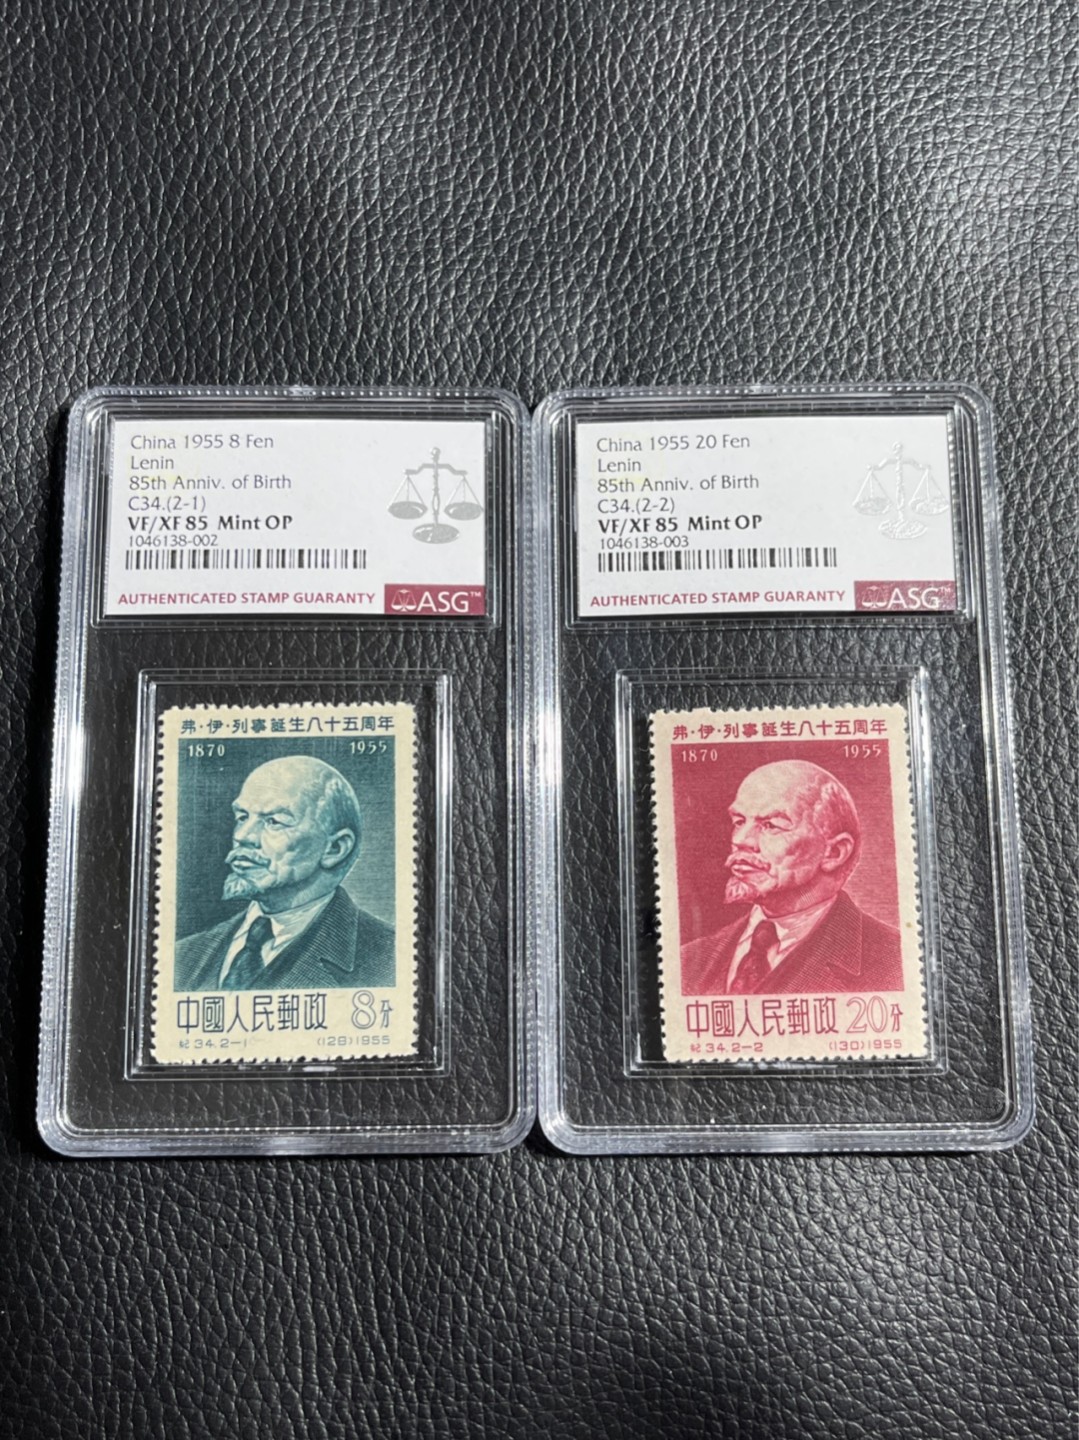 China 1955 8 Fen
Lenin
85th Anniv. of Birth
C34.(2-1)
VF/XF 85 Mint OP
1046138-002
AUTHENTICATED STAMP GUARANTY
ASG™
弗·伊·列寧誕生八十五周年
1870 1955
中國人民郵政 8分
紀34.2-1 (129)1955
China 1955 20 Fen
Lenin
85th Anniv. of Birth
C34.(2-2)
VF/XF 85 Mint OP
1046138-003
AUTHENTICATED STAMP GUARANTY
ASG™
弗·伊·列寧誕生八十五周年
1870 1955
中國人民郵政 20分
紀34.2-2 (130)1955